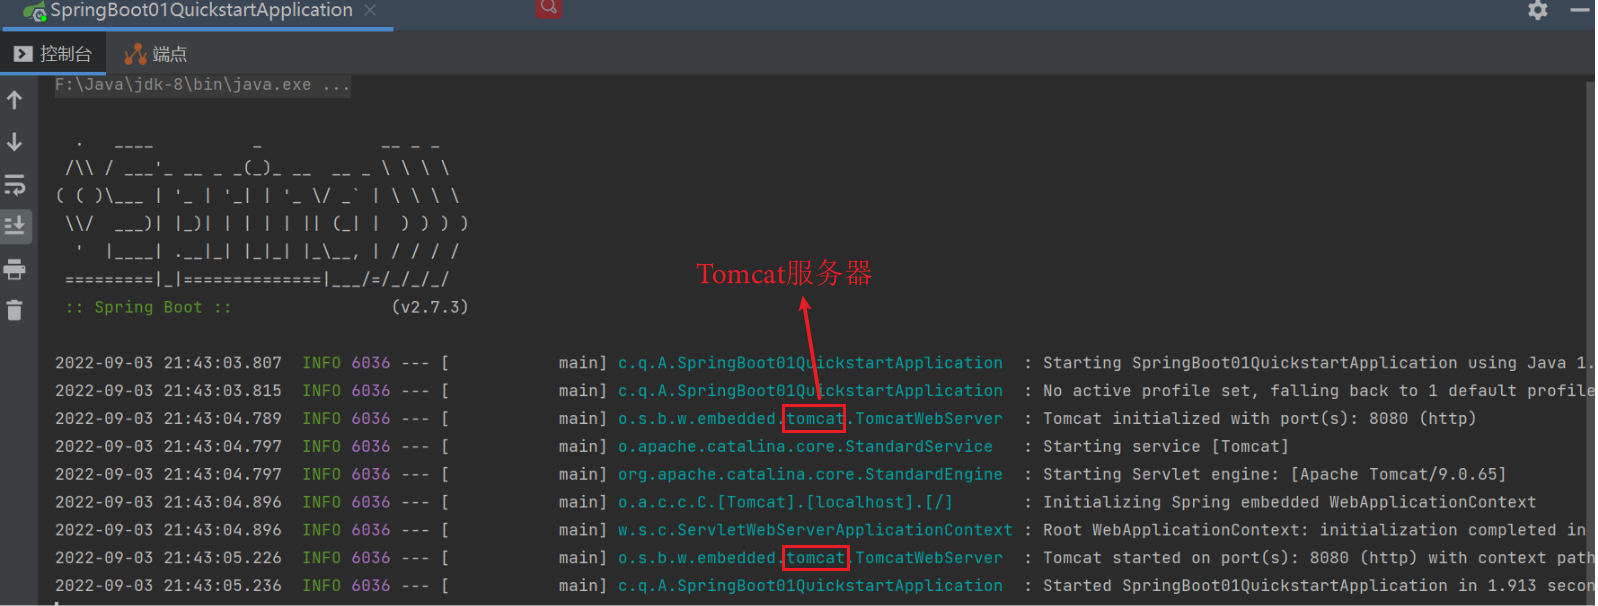 SpringBoot01QuickstartApplication
控制台 端点
F:\Java\jdk-8\bin\java.exe ...
  .   ____          _            __ _ _
 /\\ / ___'_ __ _ _(_)_ __  __ _ \ \ \ \
( ( )\___ | '_ | '_| | '_ \/ _` | \ \ \ \
 \\/  ___)| |_)| | | | | || (_| |  ) ) ) )
  '  |____| .__|_| |_|_| |_\__, | / / / /
 =========|_|==============|___/=/_/_/_/
Tomcat服务器
 :: Spring Boot ::                (v2.7.3)
2022-09-03 21:43:03.807  INFO 6036 --- [           main] c.q.A.SpringBoot01QuickstartApplication  : Starting SpringBoot01QuickstartApplication using Java 1.
2022-09-03 21:43:03.815  INFO 6036 --- [           main] c.q.A.SpringBoot01QuickstartApplication  : No active profile set, falling back to 1 default profile
2022-09-03 21:43:04.789  INFO 6036 --- [           main] o.s.b.w.embedded.tomcat.TomcatWebServer  : Tomcat initialized with port(s): 8080 (http)
2022-09-03 21:43:04.797  INFO 6036 --- [           main] o.apache.catalina.core.StandardService   : Starting service [Tomcat]
2022-09-03 21:43:04.797  INFO 6036 --- [           main] org.apache.catalina.core.StandardEngine  : Starting Servlet engine: [Apache Tomcat/9.0.65]
2022-09-03 21:43:04.896  INFO 6036 --- [           main] o.a.c.c.C.[Tomcat].[localhost].[/]       : Initializing Spring embedded WebApplicationContext
2022-09-03 21:43:04.896  INFO 6036 --- [           main] w.s.c.ServletWebServerApplicationContext : Root WebApplicationContext: initialization completed in
2022-09-03 21:43:05.226  INFO 6036 --- [           main] o.s.b.w.embedded.tomcat.TomcatWebServer  : Tomcat started on port(s): 8080 (http) with context path
2022-09-03 21:43:05.236  INFO 6036 --- [           main] c.q.A.SpringBoot01QuickstartApplication  : Started SpringBoot01QuickstartApplication in 1.913 secon